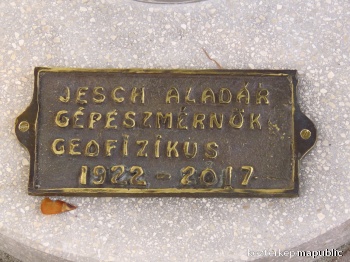 JESCH ALADÁR
GÉPÉSZMÉRNÖK
GEOFIZIKUS
1922 - 2017